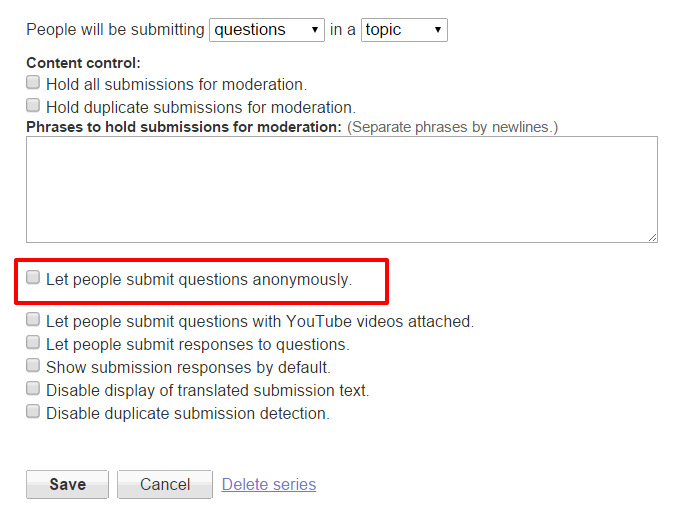 People will be submitting questions in a topic
Content control:
Hold all submissions for moderation.
Hold duplicate submissions for moderation.
Phrases to hold submissions for moderation: (Separate phrases by newlines.)
Let people submit questions anonymously.
Let people submit questions with YouTube videos attached.
Let people submit responses to questions.
Show submission responses by default.
Disable display of translated submission text.
Disable duplicate submission detection.
Save Cancel Delete series